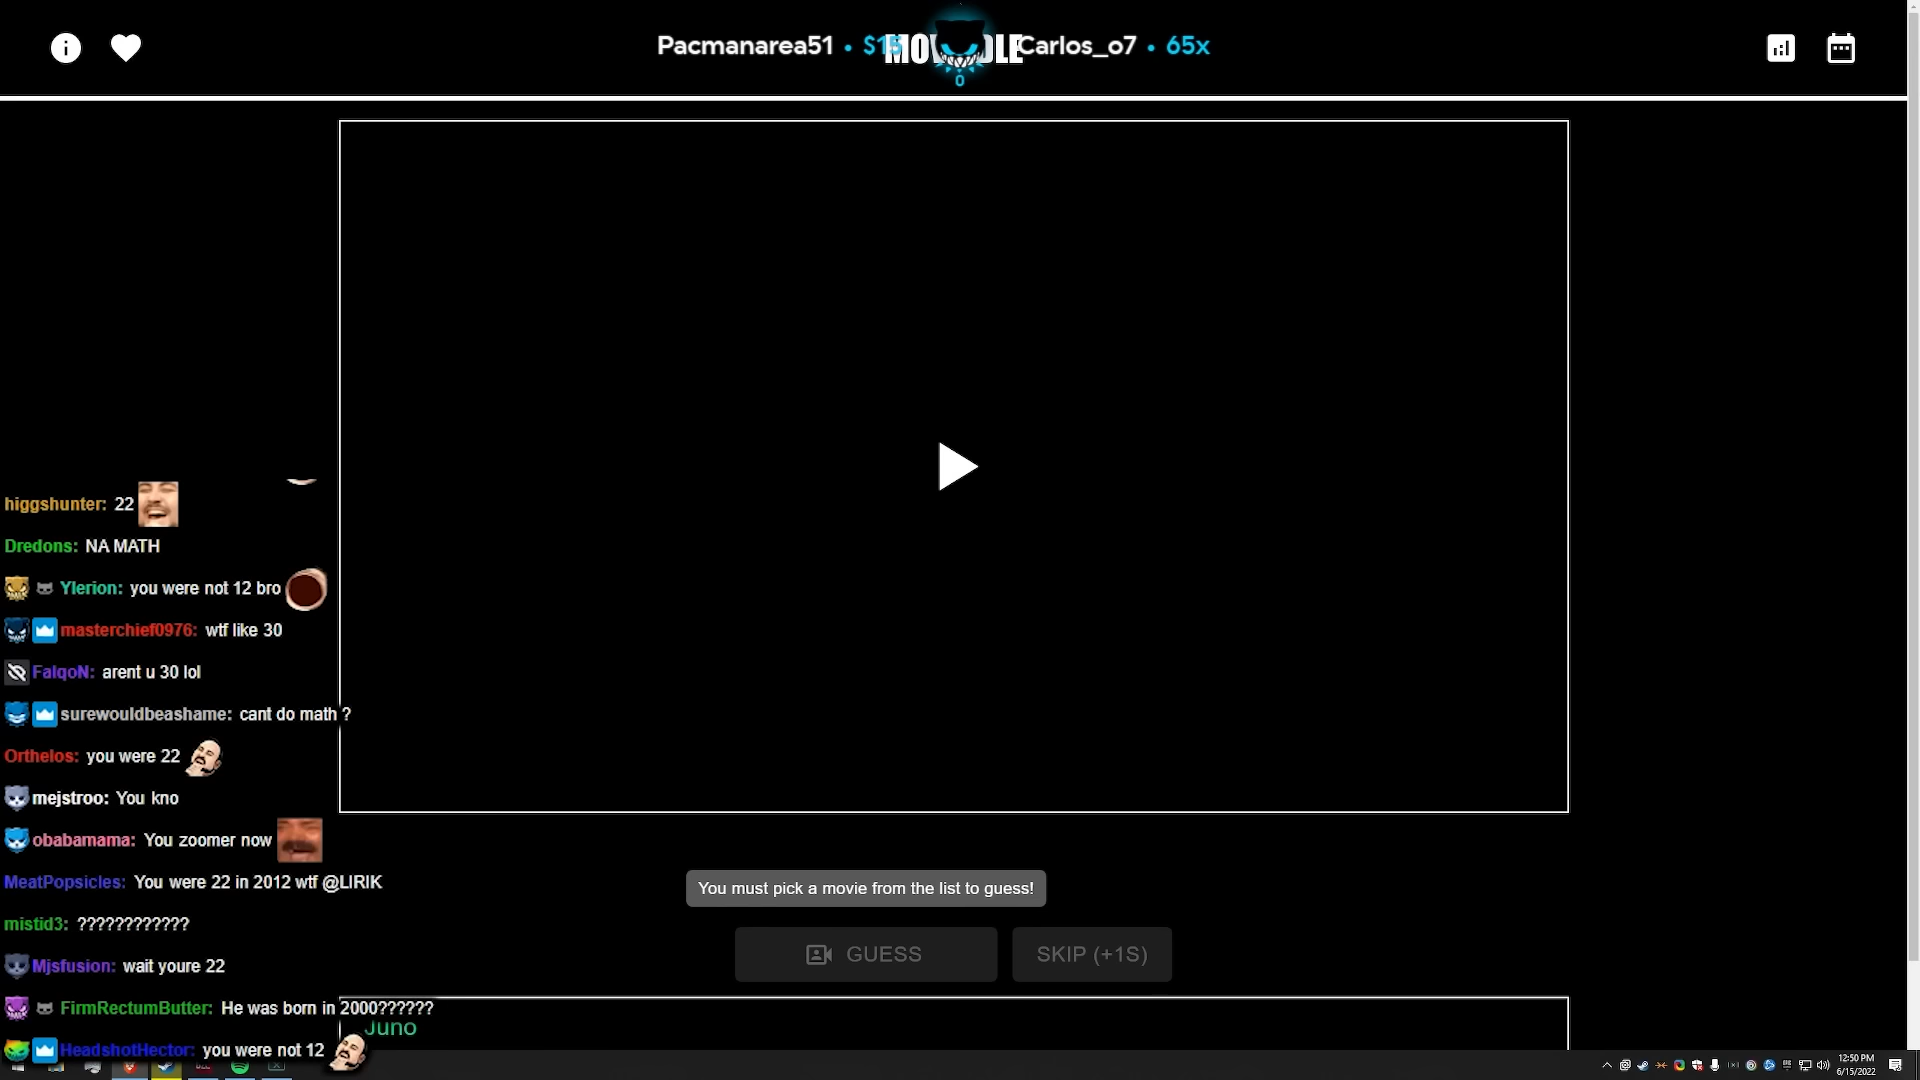 Pacmanarea51 • $15
MO DLE
Carlos_o7 • 65x
0
higgshunter: 22
Dredons: NA MATH
Ylerion: you were not 12 bro
masterchief0976: wtf like 30
FalqoN: arent u 30 lol
surewouldbeashame: cant do math ?
Orthelos: you were 22
mejstroo: You kno
obabamama: You zoomer now
MeatPopsicles: You were 22 in 2012 wtf @LIRIK
mistid3: ????????????
Mjsfusion: wait youre 22
FirmRectumButter: He was born in 2000??????
HeadshotHector: you were not 12
You must pick a movie from the list to guess!
GUESS
SKIP (+1S)
Juno
12:50 PM
6/15/2022